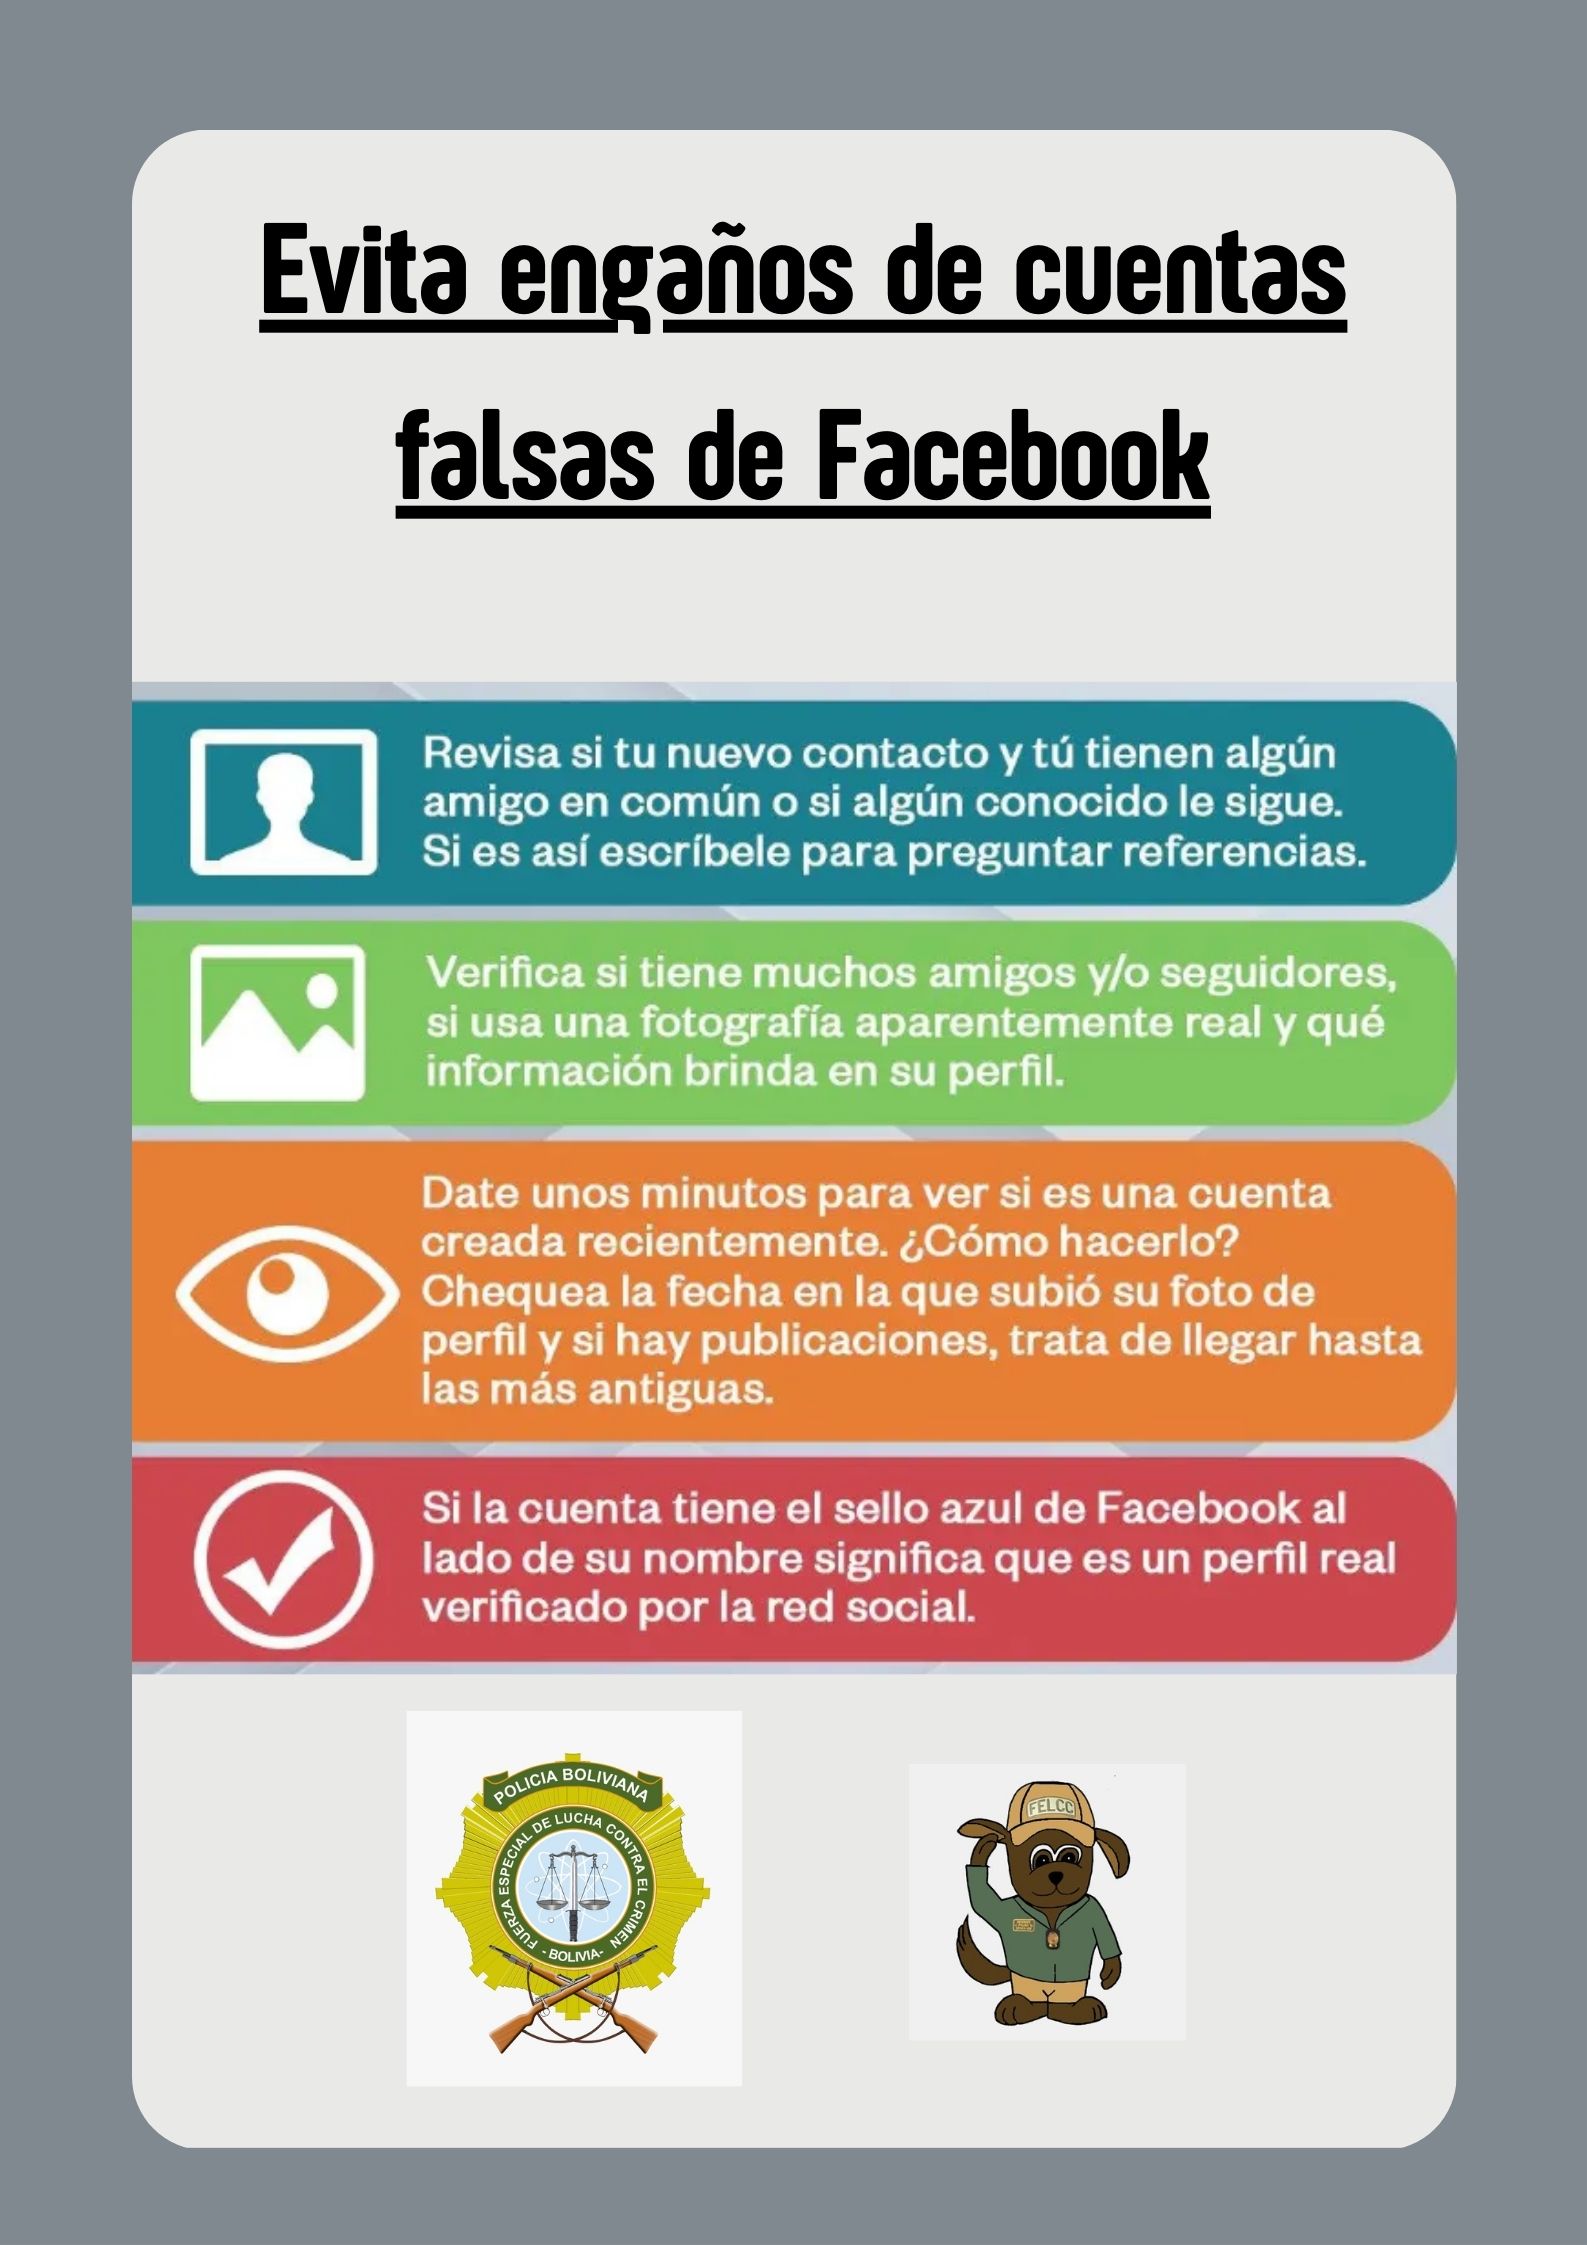 Evita engaños de cuentas
falsas de Facebook
Revisa si tu nuevo contacto y tú tienen algún
amigo en común o si algún conocido le sigue.
Si es así escríbele para preguntar referencias.
Verifica si tiene muchos amigos y/o seguidores,
si usa una fotografía aparentemente real y qué
información brinda en su perfil.
Date unos minutos para ver si es una cuenta
creada recientemente. ¿Cómo hacerlo?
Chequea la fecha en la que subió su foto de
perfil y si hay publicaciones, trata de llegar hasta
las más antiguas.
Si la cuenta tiene el sello azul de Facebook al
lado de su nombre significa que es un perfil real
verificado por la red social.
POLICIA BOLIVIANA
FUERZA ESPECIAL DE LUCHA CONTRA EL CRIMEN
- BOLIVIA-
FELCC